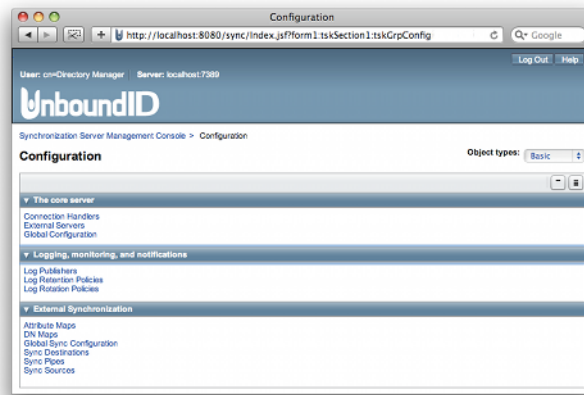 Configuration
http://localhost:8080/sync/Index.jsf?form1:tskSection1:tskGrpConfig
Google
Log Out Help
User: cn=Directory Manager Server: localhost:7389
UnboundID
Synchronization Server Management Console > Configuration
Configuration
Object types: Basic
The core server
Connection Handlers
External Servers
Global Configuration
Logging, monitoring, and notifications
Log Publishers
Log Retention Policies
Log Rotation Policies
External Synchronization
Attribute Maps
DN Maps
Global Sync Configuration
Sync Destinations
Sync Pipes
Sync Sources